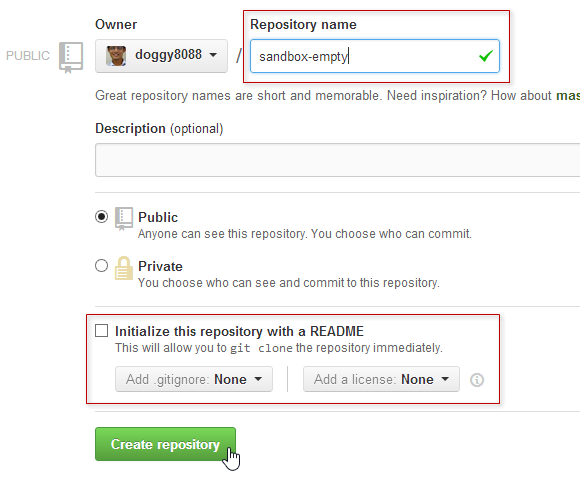 Owner
Repository name
PUBLIC
doggy8088
/
sandbox-empty
Great repository names are short and memorable. Need inspiration? How about mas
Description (optional)
Public
Anyone can see this repository. You choose who can commit.
Private
You choose who can see and commit to this repository.
Initialize this repository with a README
This will allow you to git clone the repository immediately.
Add .gitignore: None
Add a license: None
Create repository